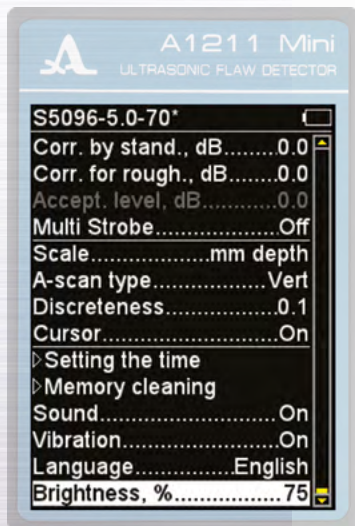 A1211 Mini
ULTRASONIC FLAW DETECTOR
S5096-5.0-70*
Corr. by stand., dB........0.0
Corr. for rough., dB.......0.0
Accept. level, dB............0.0
Multi Strobe....................Off
Scale...................mm depth
A-scan type..................Vert
Discreteness..................0.1
Cursor...........................On
▷Setting the time
▷Memory cleaning
Sound............................On
Vibration........................On
Language................English
Brightness, %.................75